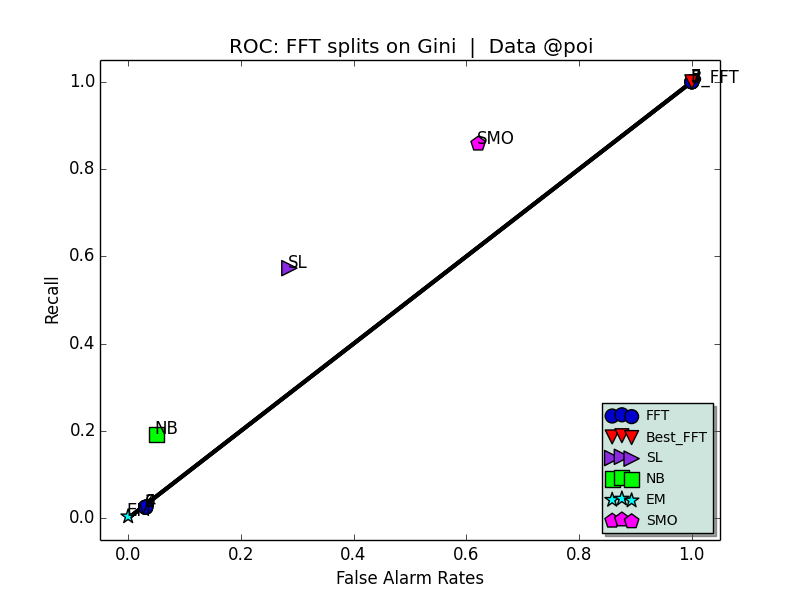 ROC: FFT splits on Gini | Data @poi
1.0
0.8
0.6
0.4
0.2
0.0
Recall
_FFT
SMO
SL
NB
FFT
Best_FFT
SL
NB
EM
SMO
0.0
0.2
0.4
0.6
0.8
1.0
False Alarm Rates